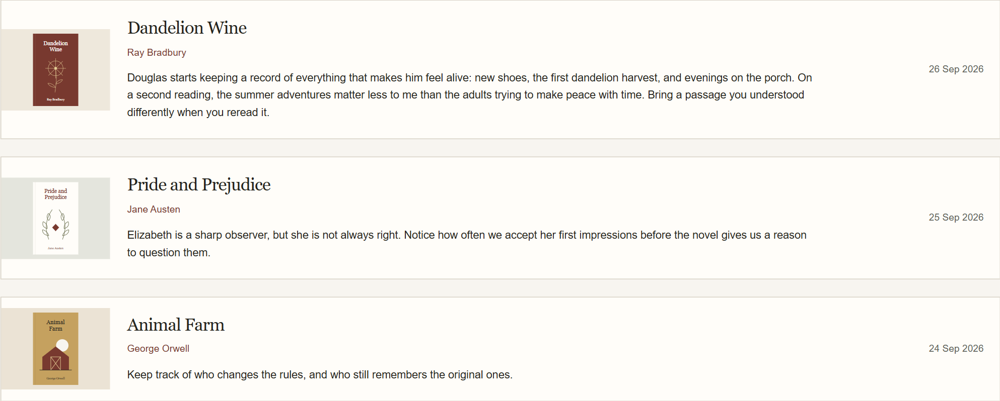 Dandelion
Wine
Ray Bradbury
Dandelion Wine
Ray Bradbury
Douglas starts keeping a record of everything that makes him feel alive: new shoes, the first dandelion harvest, and evenings on the porch. On
a second reading, the summer adventures matter less to me than the adults trying to make peace with time. Bring a passage you understood
differently when you reread it.
26 Sep 2026
Pride and
Prejudice
Jane Austen
Pride and Prejudice
Jane Austen
Elizabeth is a sharp observer, but she is not always right. Notice how often we accept her first impressions before the novel gives us a reason
to question them.
25 Sep 2026
Animal
Farm
George Orwell
Animal Farm
George Orwell
Keep track of who changes the rules, and who still remembers the original ones.
24 Sep 2026